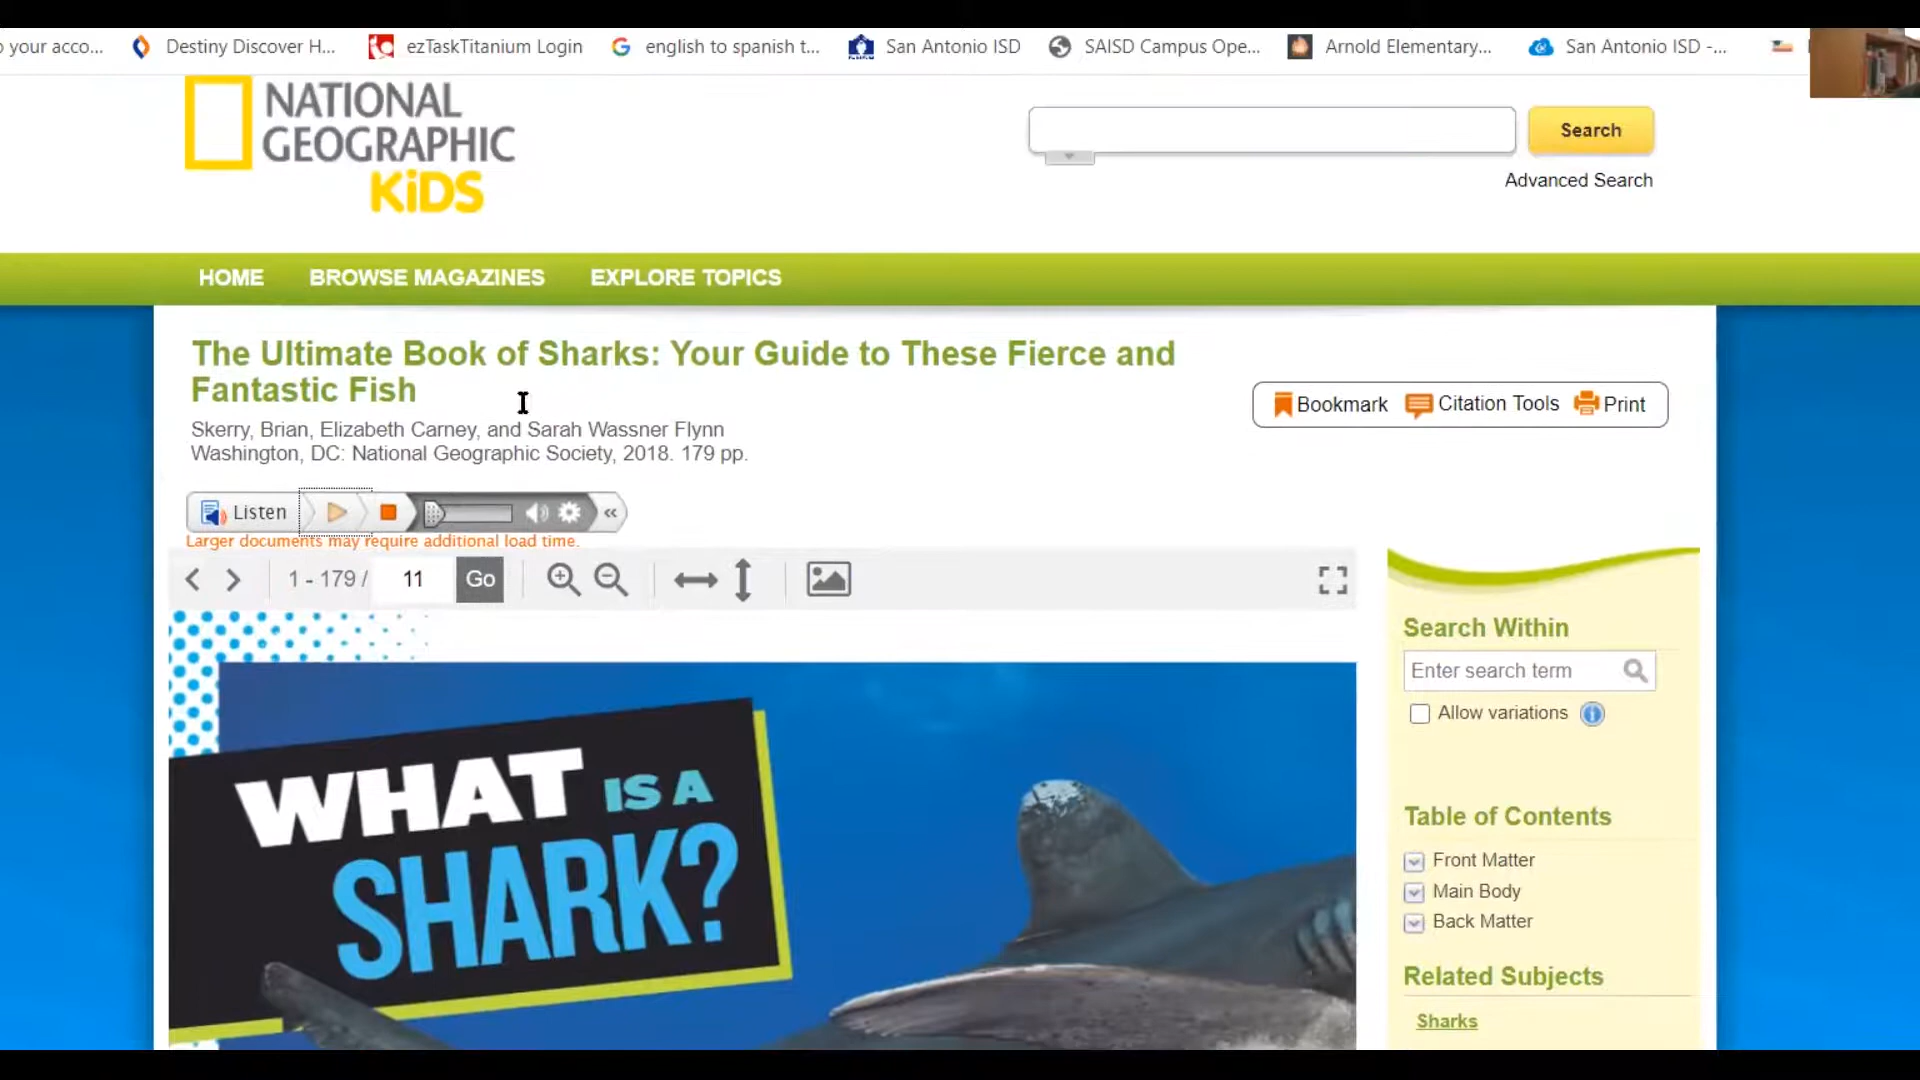 o your acco...
Destiny Discover H...
ezTaskTitanium Login
english to spanish t...
San Antonio ISD
SAISD Campus Ope...
Arnold Elementary...
San Antonio ISD -...
NATIONAL
GEOGRAPHIC
KiDS
Search
Advanced Search
HOME
BROWSE MAGAZINES
EXPLORE TOPICS
The Ultimate Book of Sharks: Your Guide to These Fierce and
Fantastic Fish
Skerry, Brian, Elizabeth Carney, and Sarah Wassner Flynn
Washington, DC: National Geographic Society, 2018. 179 pp.
Bookmark
Citation Tools
Print
Listen
Larger documents may require additional load time.
1 - 179 /
11
Go
WHAT IS A
SHARK?
Search Within
Enter search term
Allow variations
Table of Contents
Front Matter
Main Body
Back Matter
Related Subjects
Sharks